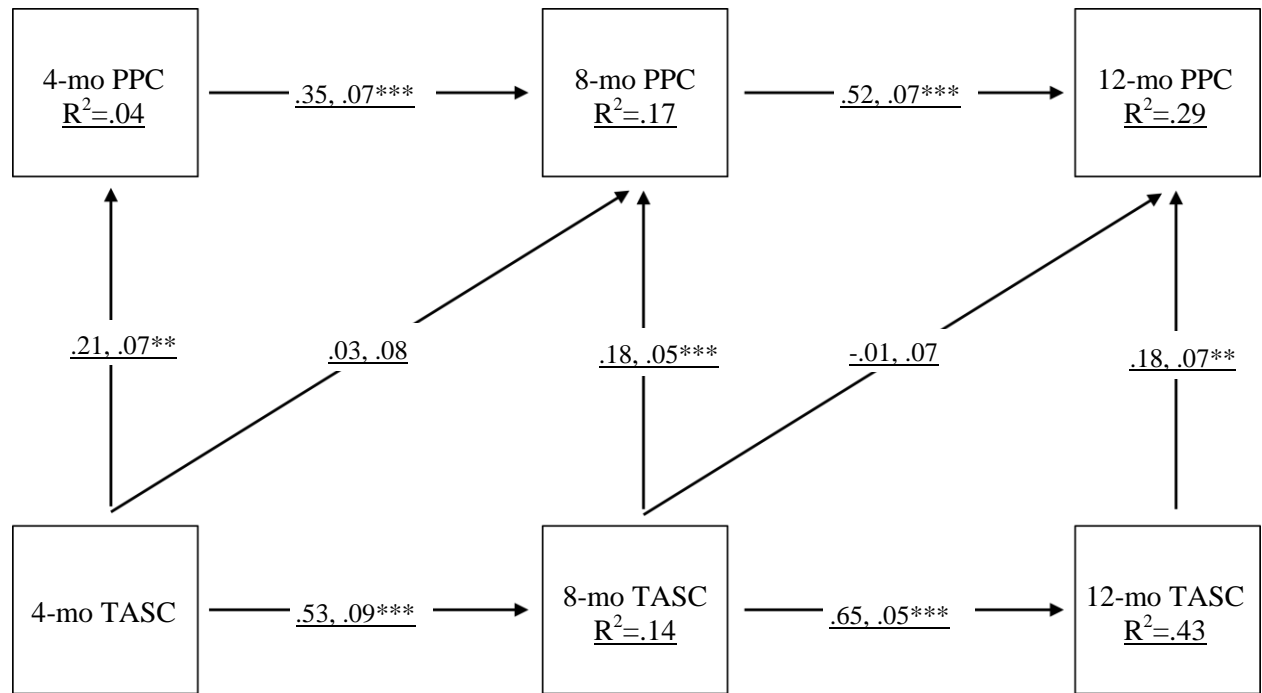 4-mo PPC
R²=.04
.35, .07***
8-mo PPC
R²=.17
.52, .07***
12-mo PPC
R²=.29
.21, .07**
.03, .08
.18, .05***
-.01, .07
.18, .07**
4-mo TASC
.53, .09***
8-mo TASC
R²=.14
.65, .05***
12-mo TASC
R²=.43